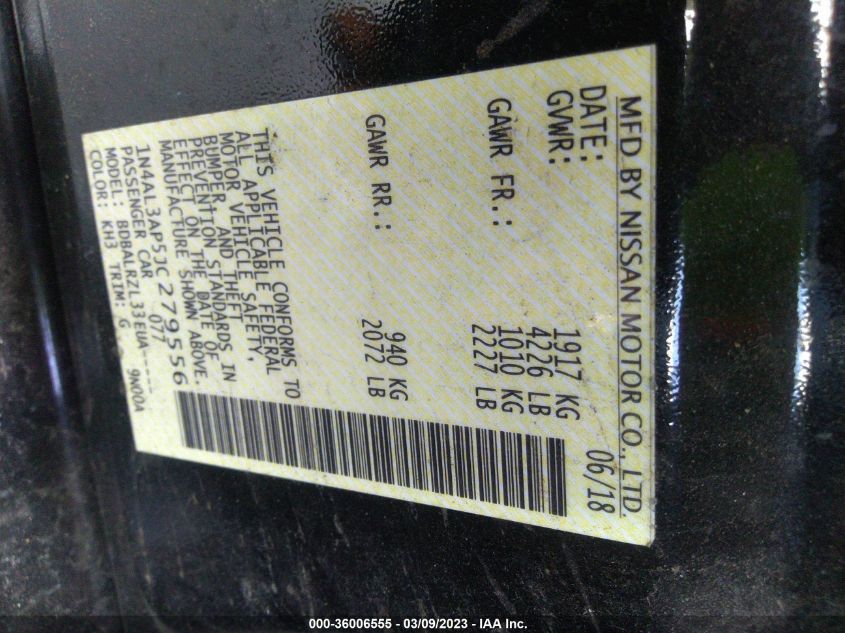 MFD BY NISSAN MOTOR CO., LTD.
DATE: 06/18
GVWR: 1917 KG
4226 LB
GAWR FR.: 1010 KG
2227 LB
GAWR RR.: 940 KG
2072 LB
THIS VEHICLE CONFORMS TO
ALL APPLICABLE FEDERAL
MOTOR VEHICLE SAFETY,
BUMPER, AND THEFT
PREVENTION STANDARDS IN
EFFECT ON THE DATE OF
MANUFACTURE SHOWN ABOVE.
1N4AL3AP5JC279556
PASSENGER CAR 077
MODEL: BDBALRZL33EUA-----
COLOR: KH3 TRIM: G 9N00A
000-36006555 - 03/09/2023 - IAA Inc.